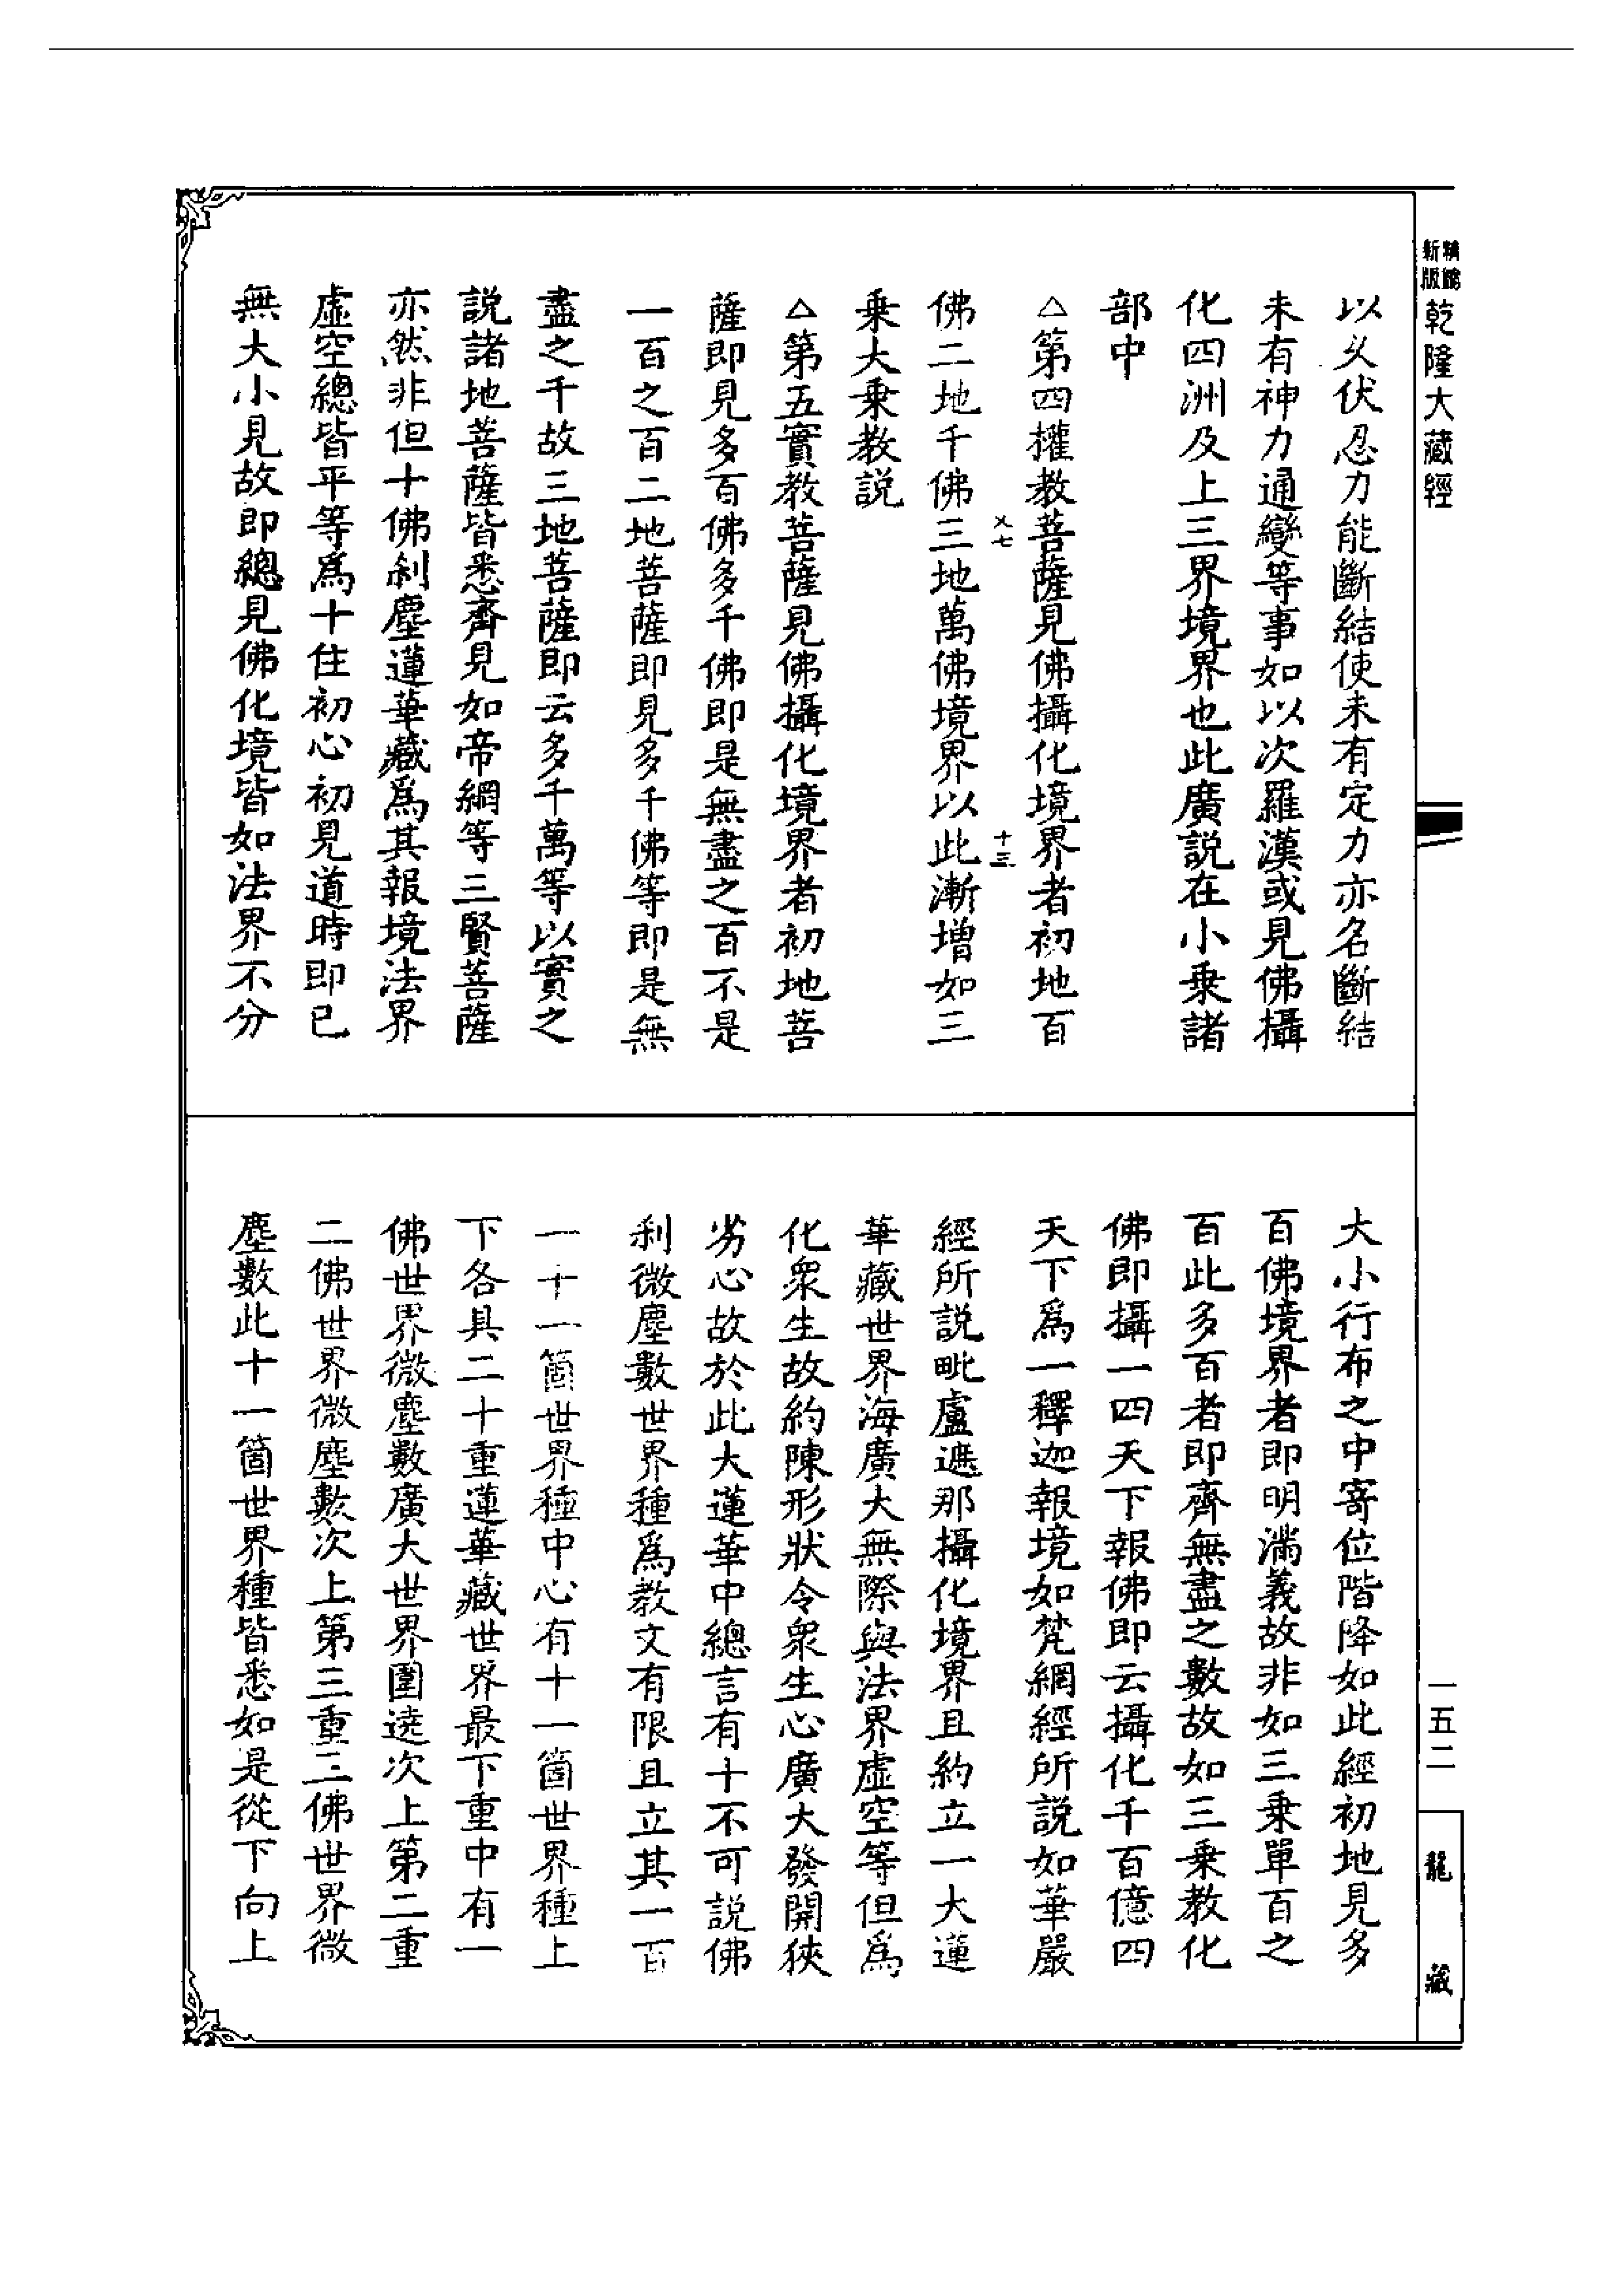 新精
版編
乾隆大藏經
以久伏忍力能斷結使未有定力亦名斷結
未有神力通變等事如以次羅漢或見佛攝
化四洲及上三界境界也此廣説在小乗諸
部中
△第四權教菩薩見佛攝化境界者初地百
佛二地千佛三地萬佛境界以此漸增如三
乗大乗教説
△第五實教菩薩見佛攝化境界者初地菩
薩即見多百佛多千佛即是無盡之百不是
一百之百二地菩薩即見多千佛等即是無
盡之千故三地菩薩即云多千萬等以實之
説諸地菩薩皆悉齊見如帝網等三賢菩薩
亦然非但十佛刹塵蓮華藏爲其報境法界
虛空總皆平等爲十住初心初見道時即已
無大小見故即總見佛化境皆如法界不分
大小行布之中寄位階降如此經初地見多
百佛境界者即明滿義故非如三乗單百之
百此多百者即齊無盡之數故如三乗教化
佛即攝一四天下報佛即云攝化千百億四
天下爲一釋迦報境如梵網經所説如華嚴
經所説毗盧遮那攝化境界且約立一大蓮
華藏世界海廣大無際與法界虛空等但爲
化衆生故約陳形狀令衆生心廣大發開狹
劣心故於此大蓮華中總言有十不可説佛
刹微塵數世界種爲教文有限且立其一百
一十一箇世界種中心有十一箇世界種上
下各具二十重蓮華藏世界最下重中有一
佛世界微塵數廣大世界圍遶次上第二重
二佛世界微塵數次上第三重三佛世界微
塵數此十一箇世界種皆悉如是從下向上
十三
一五二
龍藏